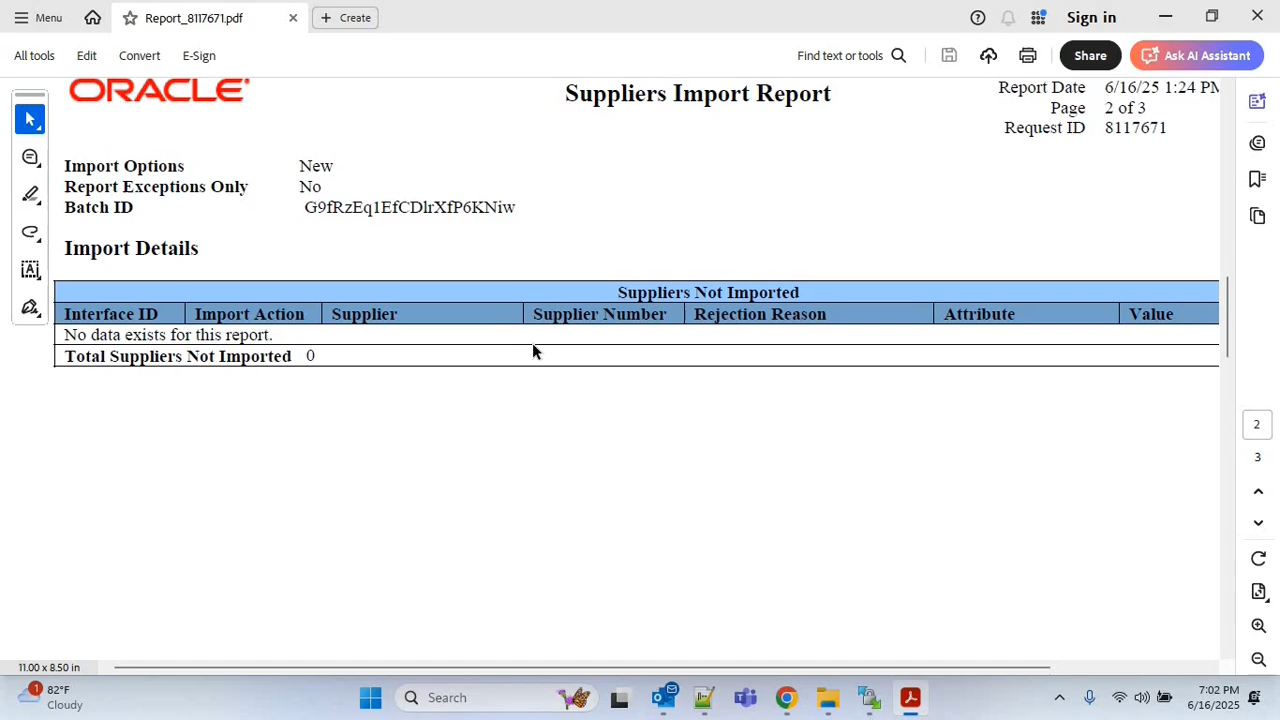 Menu
Report_8117671.pdf
Create
Sign in
All tools
Edit
Convert
E-Sign
Find text or tools
Share
Ask AI Assistant
ORACLE
Suppliers Import Report
Report Date 6/16/25 1:24 PM
Page 2 of 3
Request ID 8117671
Import Options New
Report Exceptions Only No
Batch ID G9fRzEq1EfCDlrXfP6KNiw
Import Details
Suppliers Not Imported
Interface ID Import Action Supplier Supplier Number Rejection Reason Attribute Value
No data exists for this report.
Total Suppliers Not Imported 0
2
3
11.00 x 8.50 in
1
82°F
Cloudy
Search
7:02 PM
6/16/2025